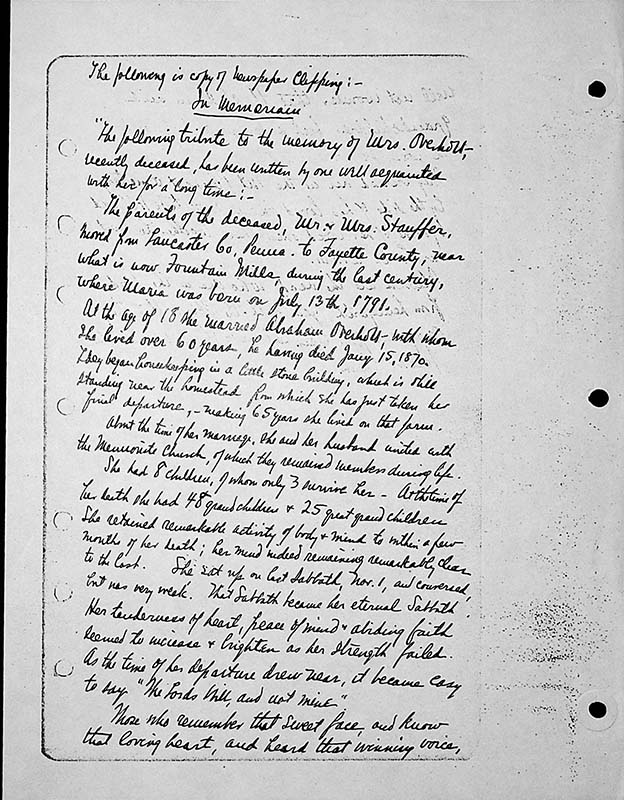 The following is copy of Newspaper Clipping:-
In Memoriam
"The following tribute to the memory of Mrs. Overholt,
recently deceased, has been written by one well acquainted
with her for a long time:-
The parents of the deceased, Mr. & Mrs. Stauffer,
moved from Lancaster Co, Penna. to Fayette County, near
what is now Fountain Mills, during the last century,
where Maria was born on July 13th, 1791.
At the age of 18 she married Abraham Overholt - with whom
she lived over 60 years, he having died Jany 15, 1870.
They began housekeeping in a little stone building, which is still
standing near the homestead from which she has just taken her
final departure, - making 65 years she lived on that farm.
About the time of her marriage, she and her husband united with
the Mennonite Church, of which they remained members during life.
She had 8 children, of whom only 3 survive her - At the time of
her death she had 48 grandchildren & 25 great grand children
She retained remarkable activity of body & mind to within a few
months of her death; her mind indeed remaining remarkably clear
to the last. She sat up on last Sabbath, Nov. 1, and conversed,
but was very weak. That Sabbath became her eternal Sabbath.
Her tenderness of heart, peace of mind & abiding faith
seemed to increase & brighten as her strength failed.
As the time of her departure drew near, it became easy
to say "The Lords Will, and not mine"
Those who remember that sweet face, and know
that loving heart, and heard that winning voice,